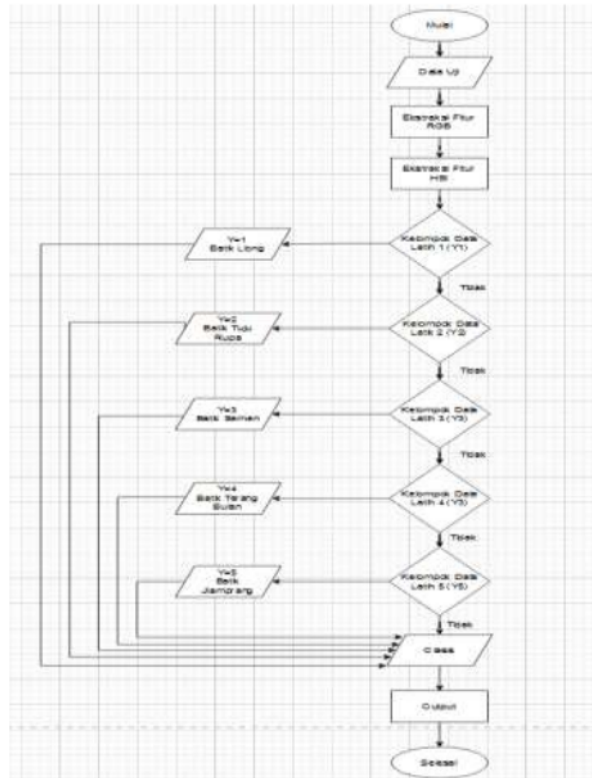 Mulai
Data Uji
Ekstraksi Fitur
RGB
Ekstraksi Fitur
HSI
Kelompok Data
Latih 1 (Y1)
Y=1
Batik Liong
Tidak
Kelompok Data
Latih 2 (Y2)
Y=2
Batik Tujuh
Rupa
Tidak
Kelompok Data
Latih 3 (Y3)
Y=3
Batik Semen
Tidak
Kelompok Data
Latih 4 (Y3)
Y=4
Batik Terang
Bulan
Tidak
Kelompok Data
Latih 5 (Y5)
Y=5
Batik
Jlamprang
Tidak
Class
Output
Selesai